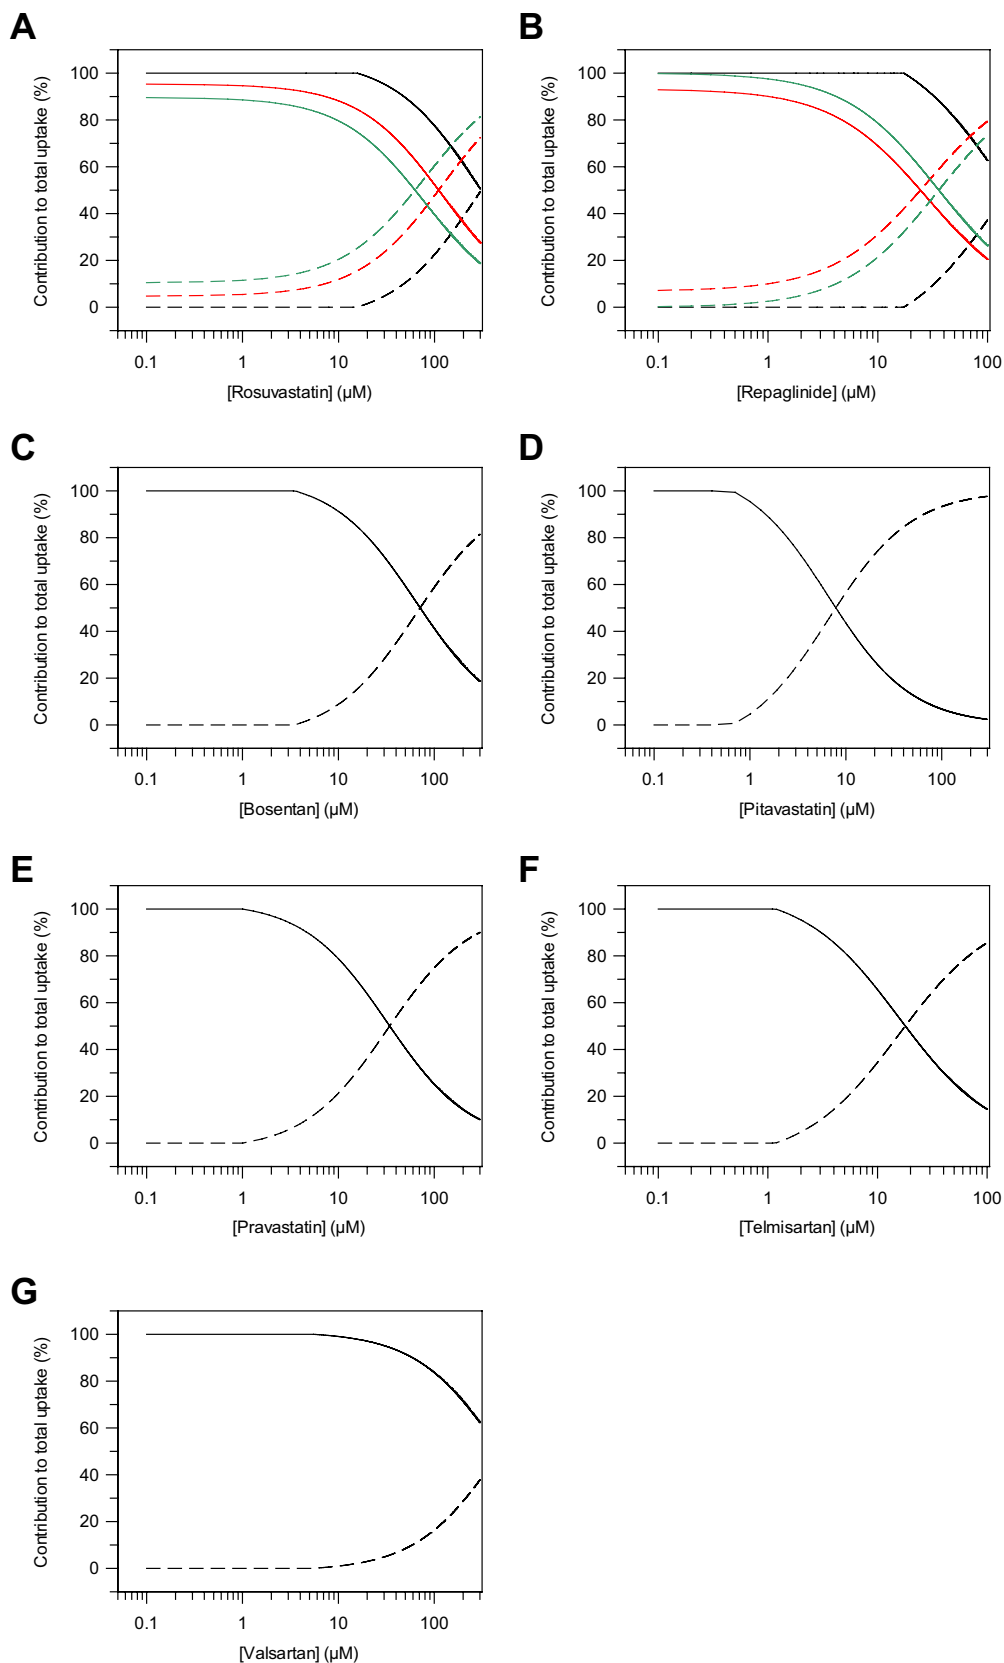 A
Contribution to total uptake (%)
100
80
60
40
20
0
0.1 1 10 100
[Rosuvastatin] (µM)
B
Contribution to total uptake (%)
100
80
60
40
20
0
0.1 1 10 100
[Repaglinide] (µM)
C
Contribution to total uptake (%)
100
80
60
40
20
0
0.1 1 10 100
[Bosentan] (µM)
D
Contribution to total uptake (%)
100
80
60
40
20
0
0.1 1 10 100
[Pitavastatin] (µM)
E
Contribution to total uptake (%)
100
80
60
40
20
0
0.1 1 10 100
[Pravastatin] (µM)
F
Contribution to total uptake (%)
100
80
60
40
20
0
0.1 1 10 100
[Telmisartan] (µM)
G
Contribution to total uptake (%)
100
80
60
40
20
0
0.1 1 10 100
[Valsartan] (µM)